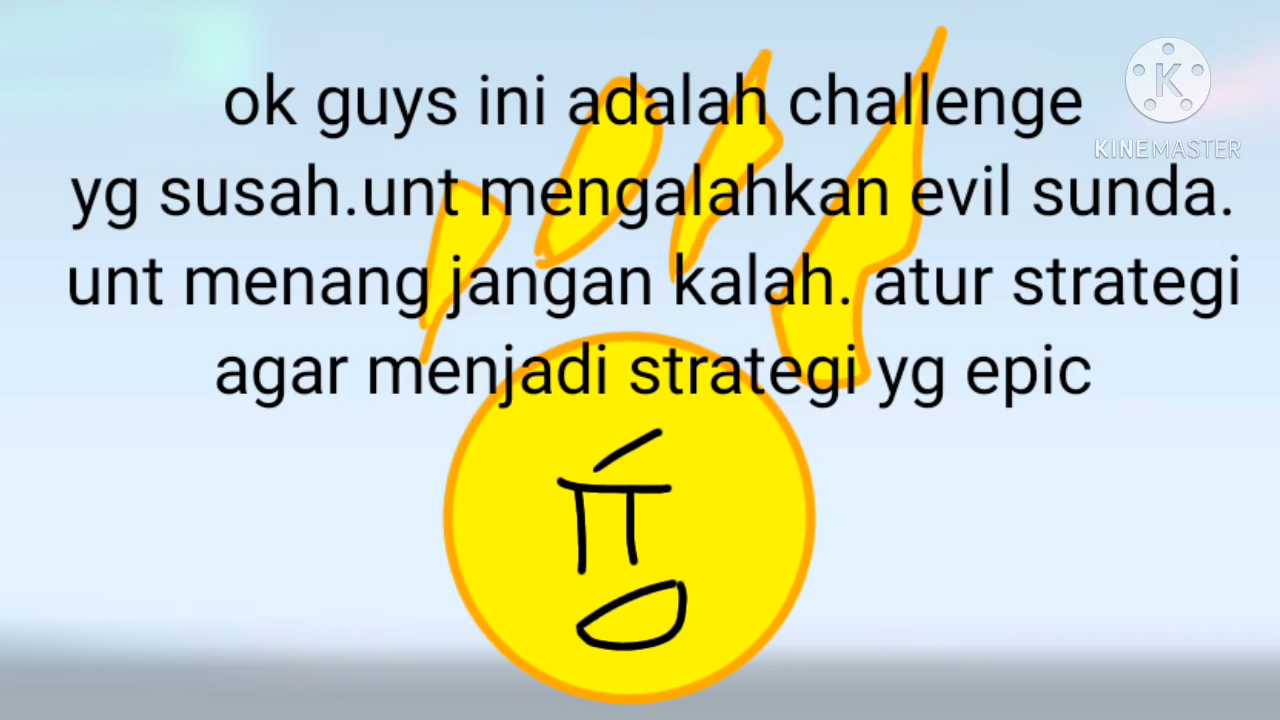 ok guys ini adalah challenge
yg susah.unt mengalahkan evil sunda.
unt menang jangan kalah. atur strategi
agar menjadi strategi yg epic
K
KINEMASTER